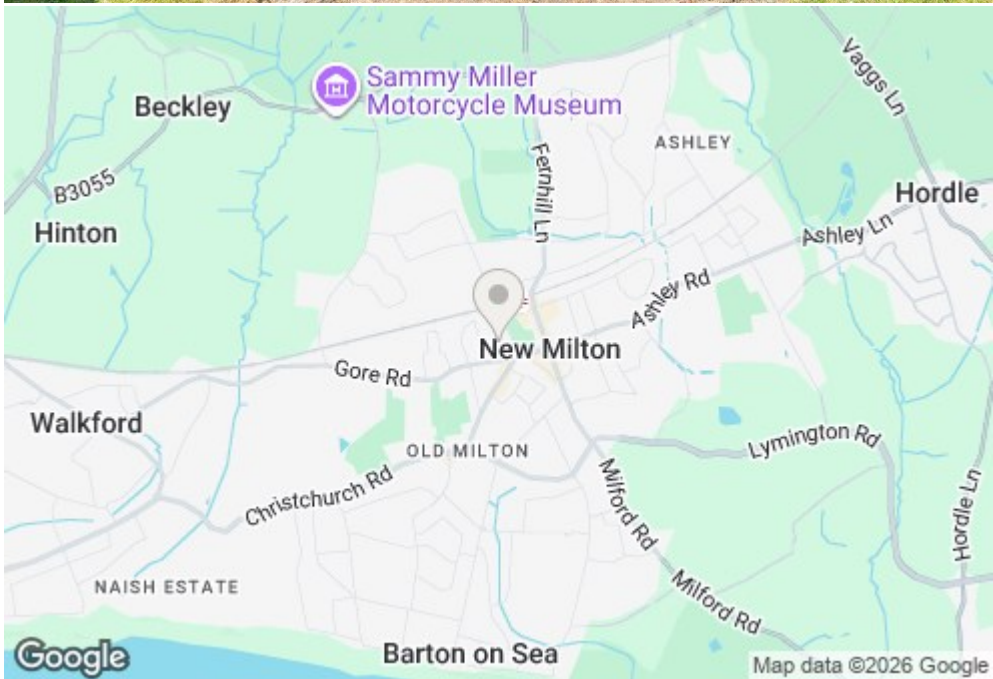 Sammy Miller
Motorcycle Museum
Beckley
Vaggs Ln
ASHLEY
Fernhill Ln
B3055
Hordle
Hinton
Ashley Ln
Ashley Rd
New Milton
Gore Rd
Walkford
OLD MILTON
Lymington Rd
Christchurch Rd
Milford Rd
Hordle Ln
NAISH ESTATE
Milford Rd
Barton on Sea
Google
Map data ©2026 Google